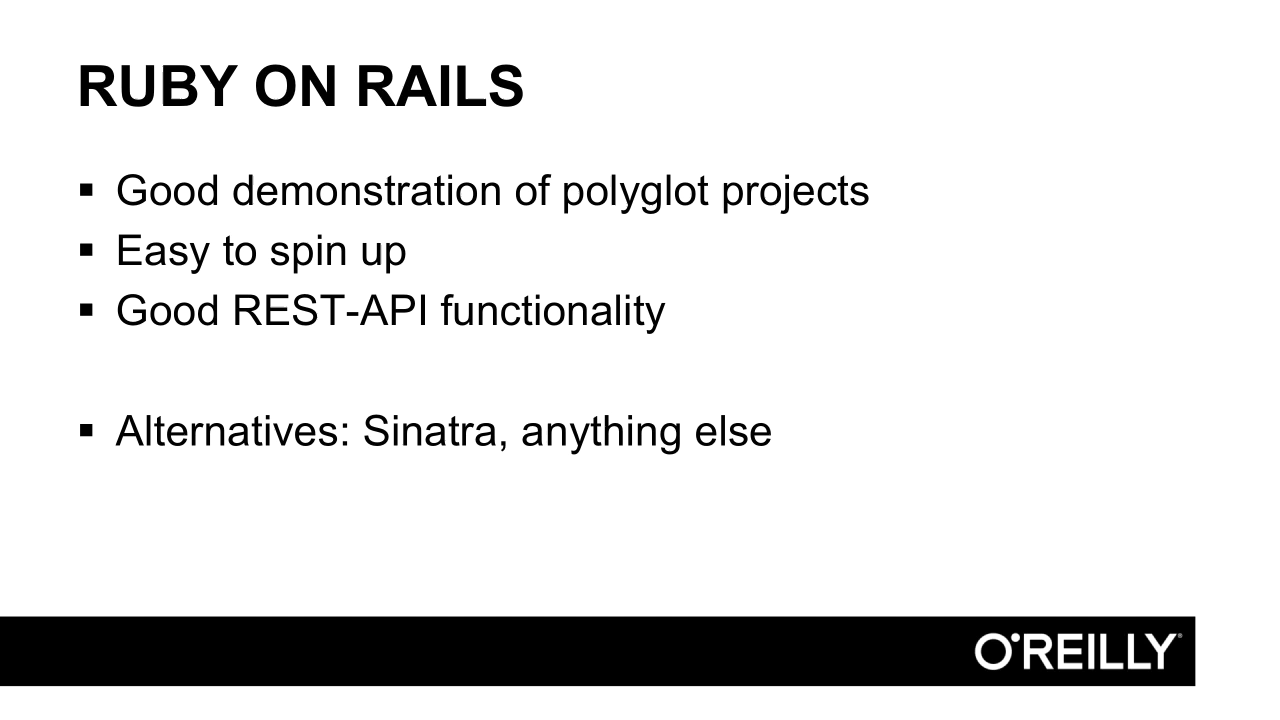 RUBY ON RAILS
▪ Good demonstration of polyglot projects
▪ Easy to spin up
▪ Good REST-API functionality
▪ Alternatives: Sinatra, anything else
O'REILLY®